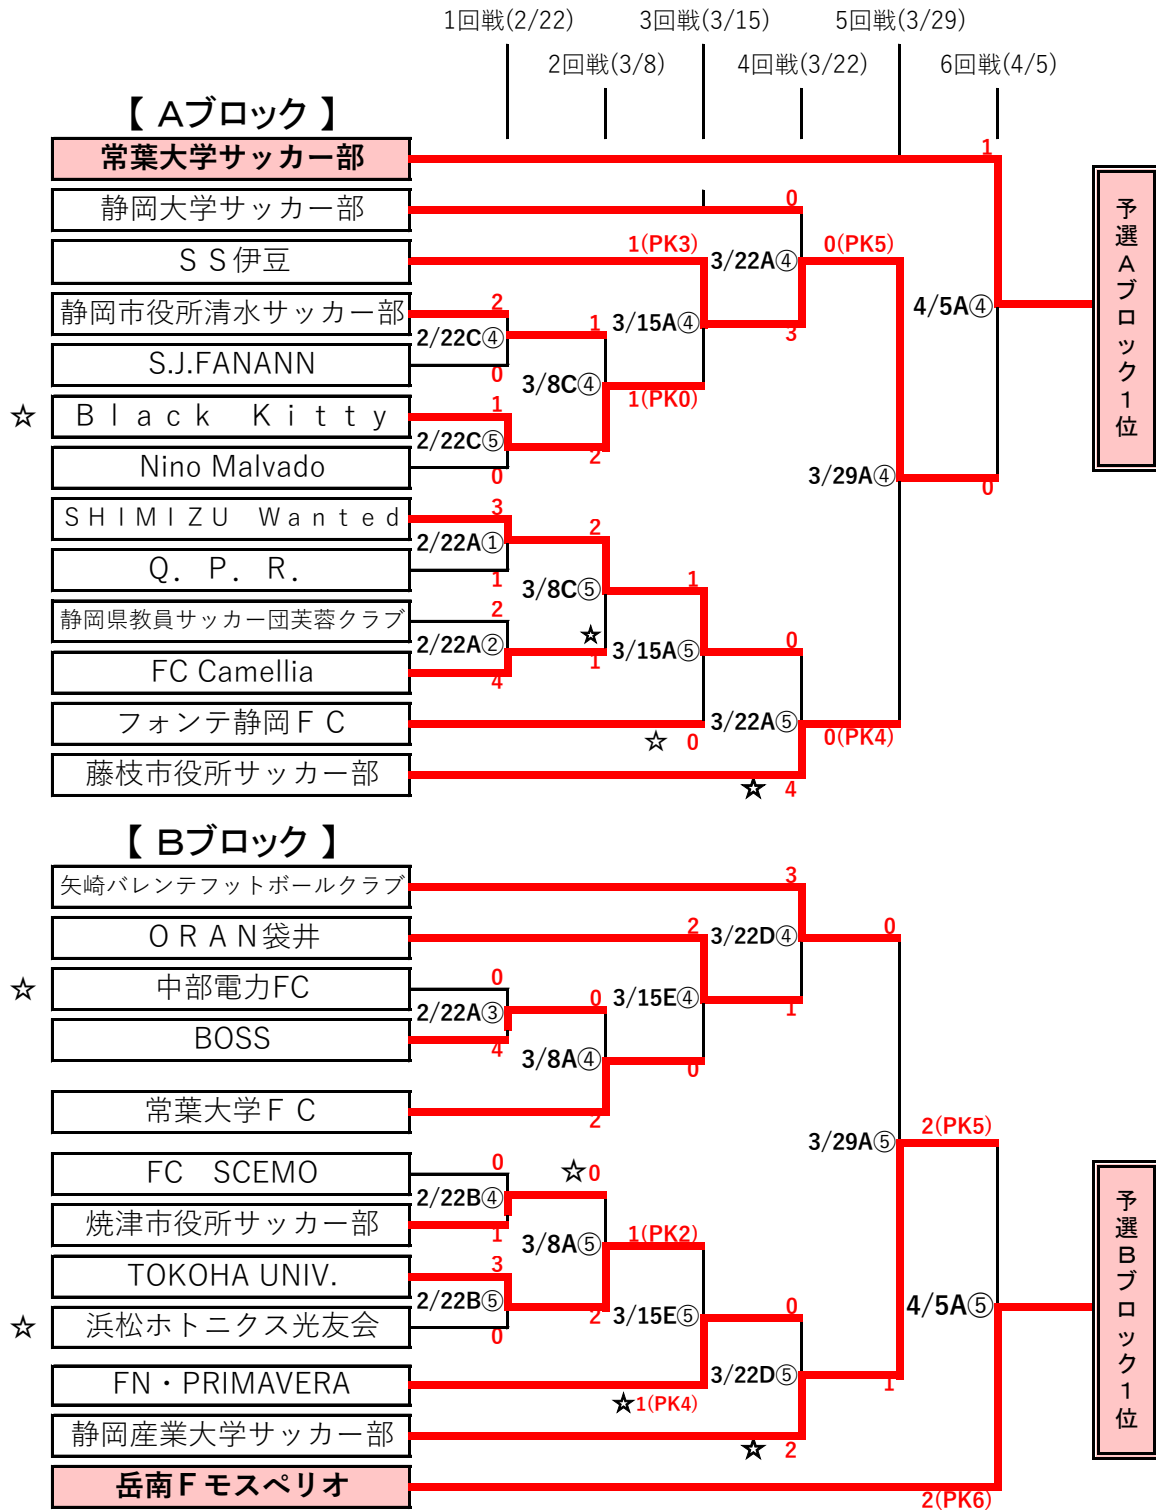 1回戦(2/22) 3回戦(3/15) 5回戦(3/29)
2回戦(3/8) 4回戦(3/22) 6回戦(4/5)
【 Aブロック 】
常葉大学サッカー部 1
静岡大学サッカー部 0
ＳＳ伊豆 1(PK3) 3/22A④ 0(PK5)
静岡市役所清水サッカー部 2 1 3/15A④ 3 4/5A④
2/22C④
S.J.FANANN 0 3/8C④ 1(PK0)
☆ Ｂｌａｃｋ　Ｋｉｔｔｙ 1
2/22C⑤ 2
Nino Malvado 0 3/29A④ 0
ＳＨＩＭＩＺＵ　Ｗａｎｔｅｄ 3 2
2/22A①
Ｑ．Ｐ．Ｒ． 1 3/8C⑤ 1
静岡県教員サッカー団芙蓉クラブ 2 ☆
2/22A② 1 3/15A⑤ 0
FC Camellia 4
フォンテ静岡ＦＣ ☆ 0 3/22A⑤ 0(PK4)
藤枝市役所サッカー部 ☆ 4
予選Aブロック1位
【 Bブロック 】
矢崎バレンテフットボールクラブ 3
ＯＲＡＮ袋井 2 3/22D④ 0
☆ 中部電力FC 0 0 3/15E④ 1
2/22A③
BOSS 4 3/8A④ 0
常葉大学ＦＣ 2
FC　SCEMO 0 ☆ 0 3/29A⑤ 2(PK5)
2/22B④
焼津市役所サッカー部 1 3/8A⑤ 1(PK2)
TOKOHA UNIV. 3
2/22B⑤ 2 3/15E⑤ 0 4/5A⑤
☆ 浜松ホトニクス光友会 0
FN・PRIMAVERA ☆ 1(PK4) 3/22D⑤ 1
静岡産業大学サッカー部 ☆ 2
岳南Ｆモスペリオ 2(PK6)
予選Bブロック1位